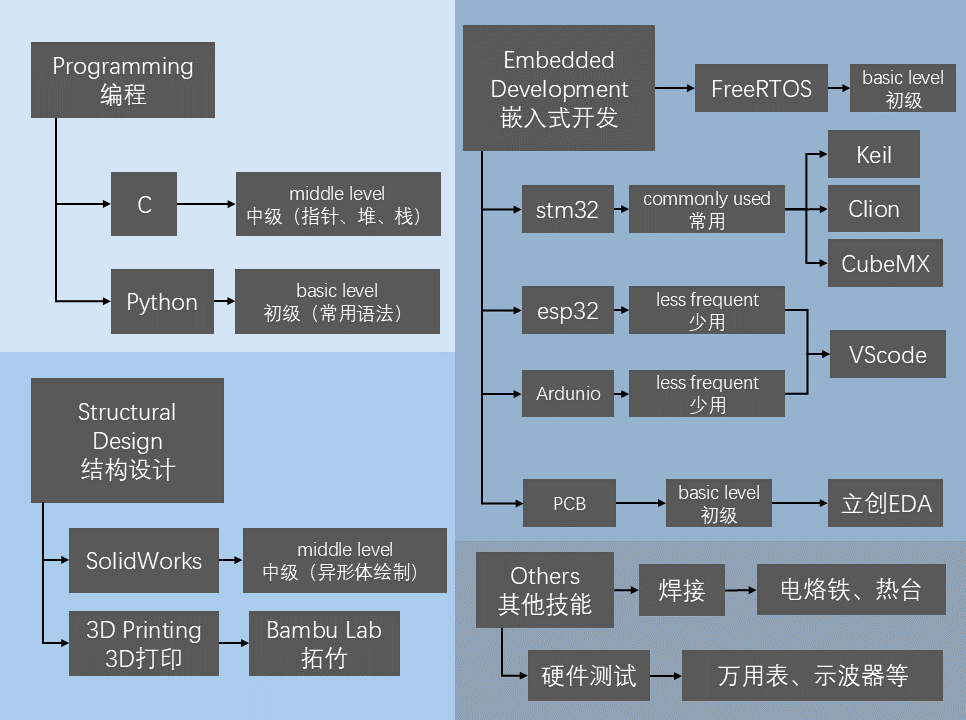 Programming
编程
C
middle level
中级（指针、堆、栈）
Python
basic level
初级（常用语法）
Structural
Design
结构设计
SolidWorks
middle level
中级（异形体绘制）
3D Printing
3D打印
Bambu Lab
拓竹
Embedded
Development
嵌入式开发
FreeRTOS
basic level
初级
stm32
commonly used
常用
Keil
Clion
CubeMX
esp32
less frequent
少用
Ardunio
less frequent
少用
VScode
PCB
basic level
初级
立创EDA
Others
其他技能
焊接
电烙铁、热台
硬件测试
万用表、示波器等